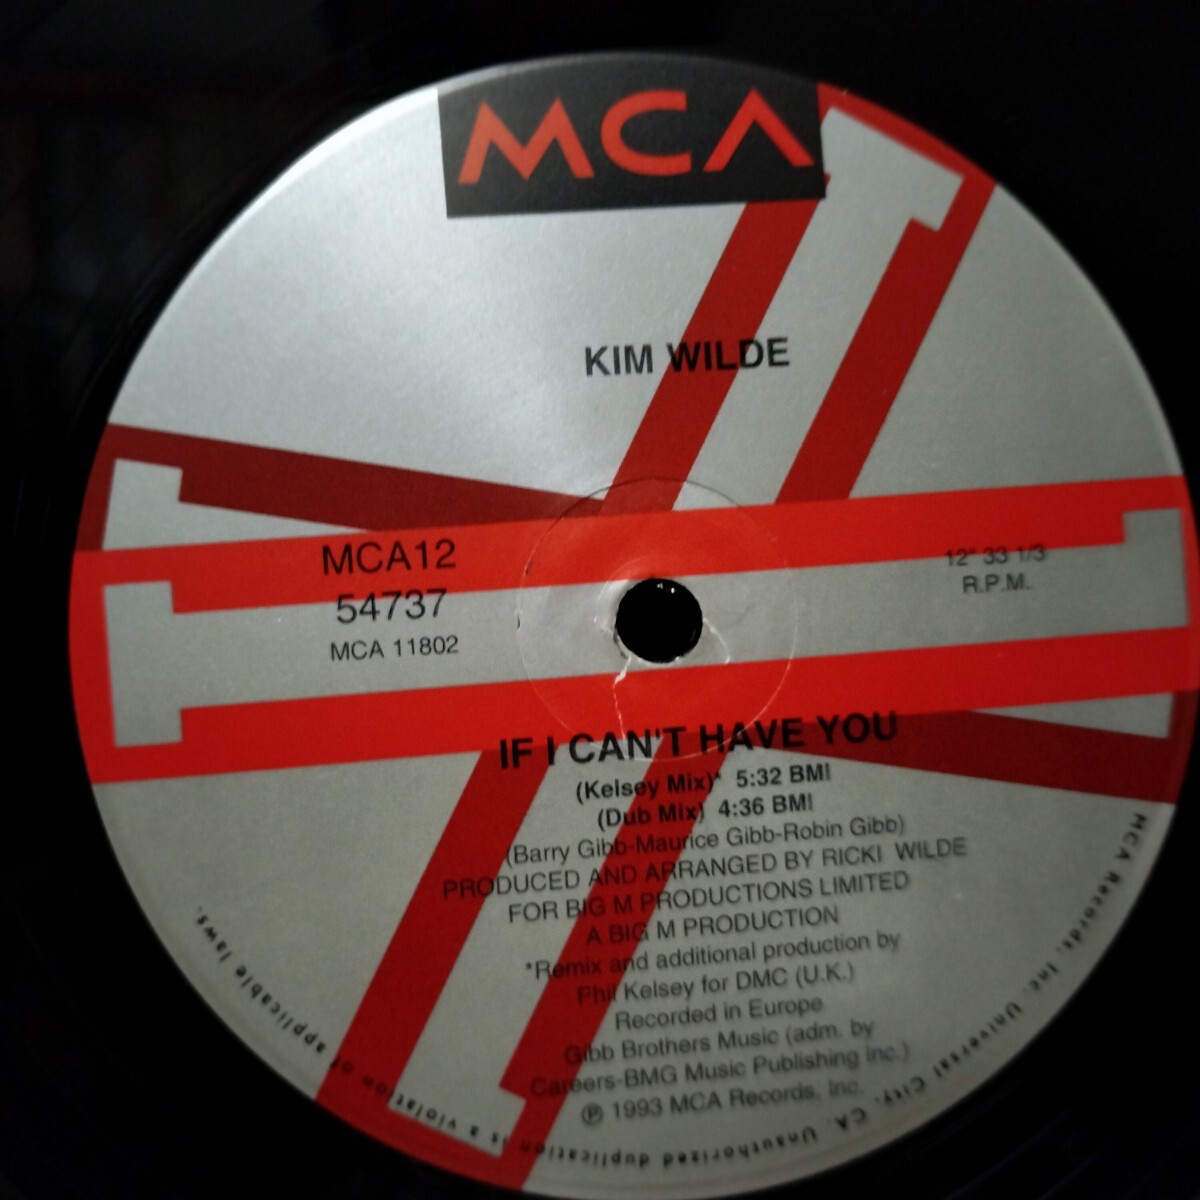 MCA
KIM WILDE
MCA12
54737
MCA 11802
12" 33 1/3
R.P.M.
IF I CAN'T HAVE YOU
(Kelsey Mix)* 5:32 BMI
(Dub Mix) 4:36 BMI
(Barry Gibb-Maurice Gibb-Robin Gibb)
PRODUCED AND ARRANGED BY RICKI WILDE
FOR BIG M PRODUCTIONS LIMITED
A BIG M PRODUCTION
*Remix and additional production by
Phil Kelsey for DMC (U.K.)
Recorded in Europe
Gibb Brothers Music (adm. by
Careers-BMG Music Publishing Inc.)
℗ 1993 MCA Records, Inc.
MCA Records, Inc. Universal City, CA. Unauthorized duplication is a violation of applicable laws.